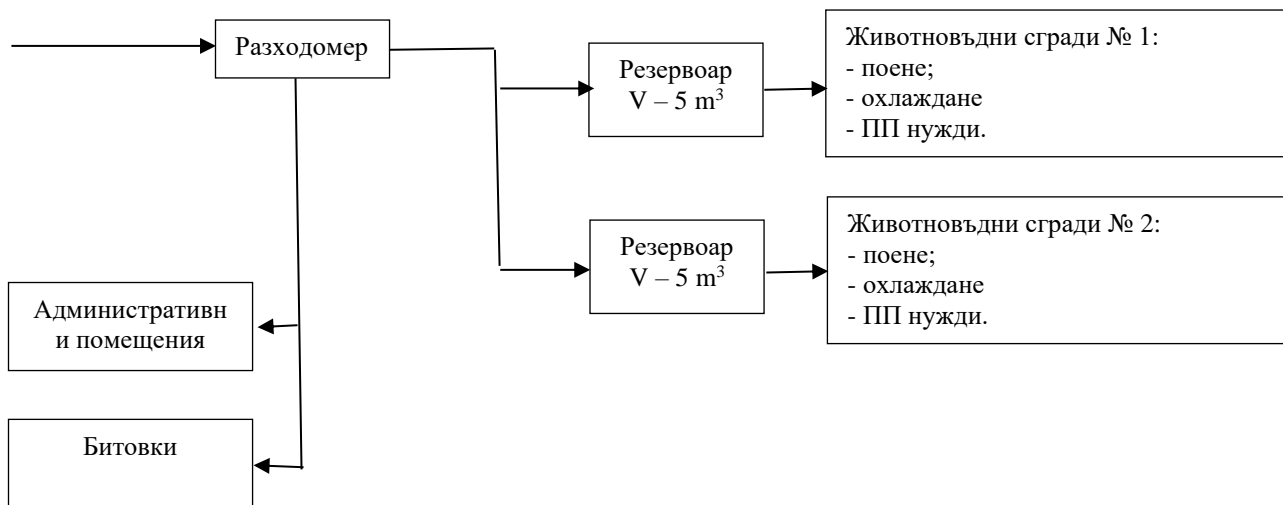 Разходомер
Резервоар
V – 5 m³
Животновъдни сгради № 1:
- поене;
- охлаждане
- ПП нужди.
Резервоар
V – 5 m³
Животновъдни сгради № 2:
- поене;
- охлаждане
- ПП нужди.
Административн
и помещения
Битовки